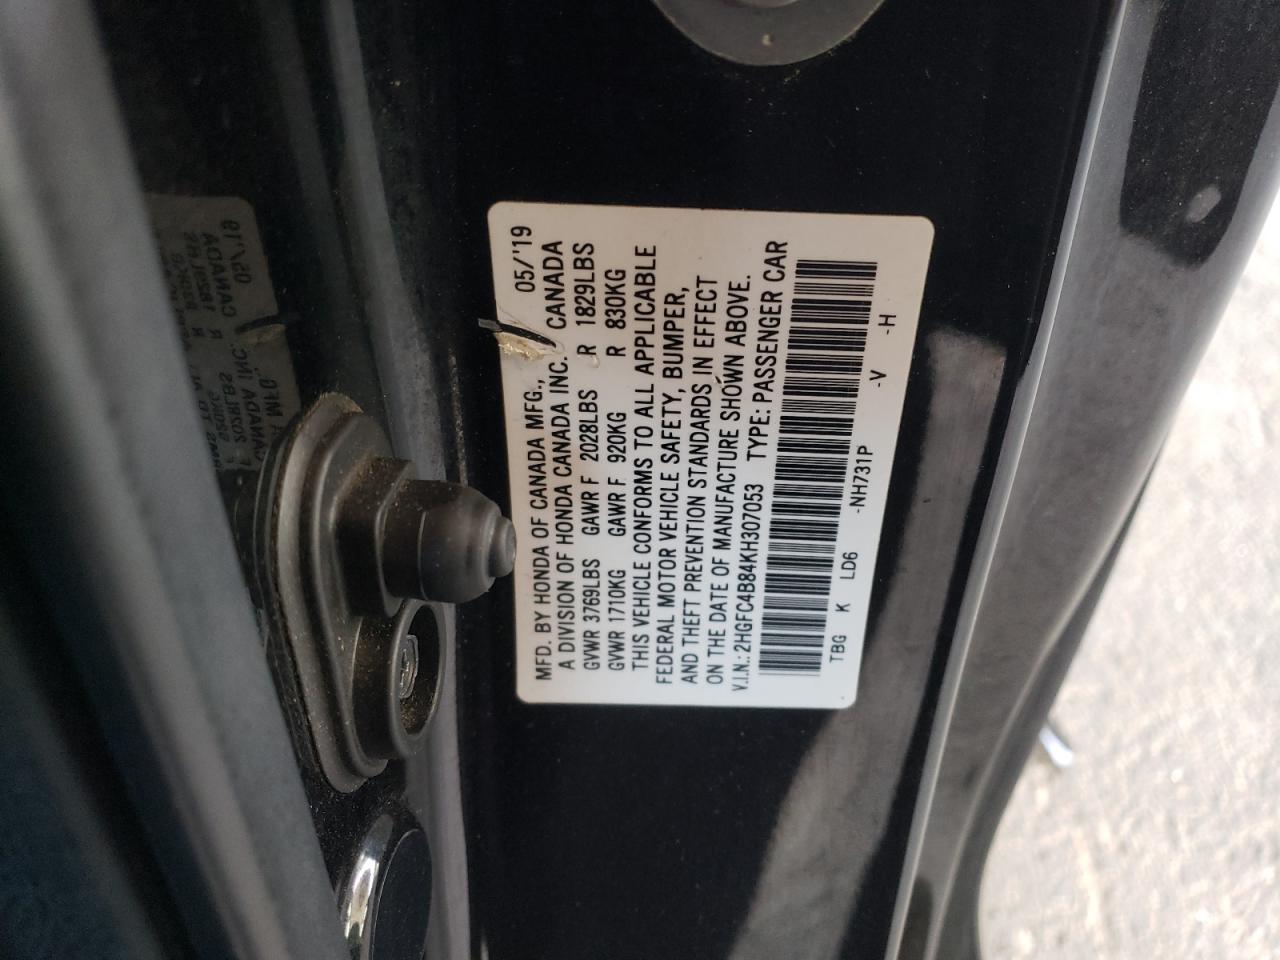 MFD. BY HONDA OF CANADA MFG., 05/'19
A DIVISION OF HONDA CANADA INC. CANADA
GVWR 3769LBS GAWR F 2028LBS R 1829LBS
GVWR 1710KG GAWR F 920KG R 830KG
THIS VEHICLE CONFORMS TO ALL APPLICABLE
FEDERAL MOTOR VEHICLE SAFETY, BUMPER,
AND THEFT PREVENTION STANDARDS IN EFFECT
ON THE DATE OF MANUFACTURE SHOWN ABOVE.
V.I.N.: 2HGFC4B84KH307053 TYPE: PASSENGER CAR
TBG K LD6 -NH731P -V -H